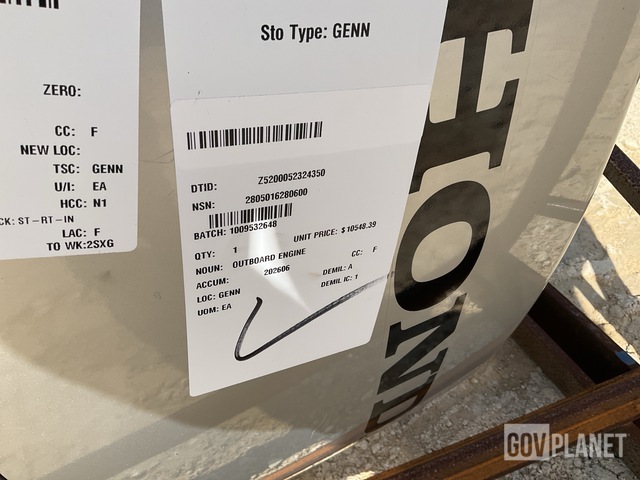 ZERO:
CC: F
NEW LOC:
TSC: GENN
U/I: EA
HCC: N1
CK: ST-RT-IN
LAC: F
TO WK:2SXG
Sto Type: GENN
DTID: Z5200052324350
NSN: 2805016280600
BATCH: 1009532648
QTY: 1 UNIT PRICE: $10548.39
NOUN: OUTBOARD ENGINE CC: F
ACCUM: 202606 DEMIL: A
LOC: GENN DEMIL IC: 1
UOM: EA
HOND
GOVPLANET